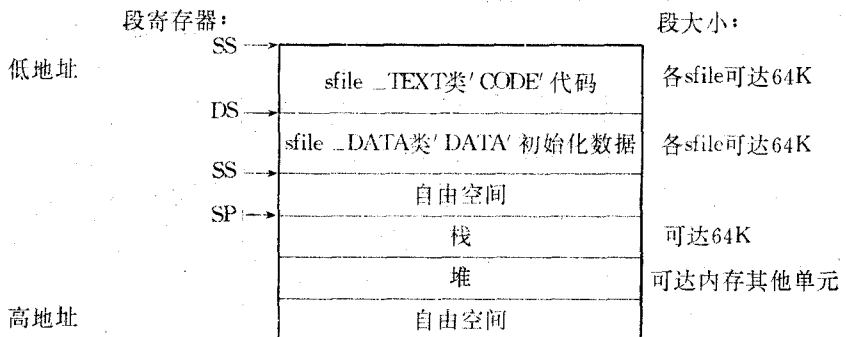 段寄存器： 段大小：
SS
低地址 sfile _TEXT类′CODE′代码 各sfile可达64K
DS
sfile _DATA类′DATA′初始化数据 各sfile可达64K
SS
自由空间
SP
栈 可达64K
堆 可达内存其他单元
高地址 自由空间